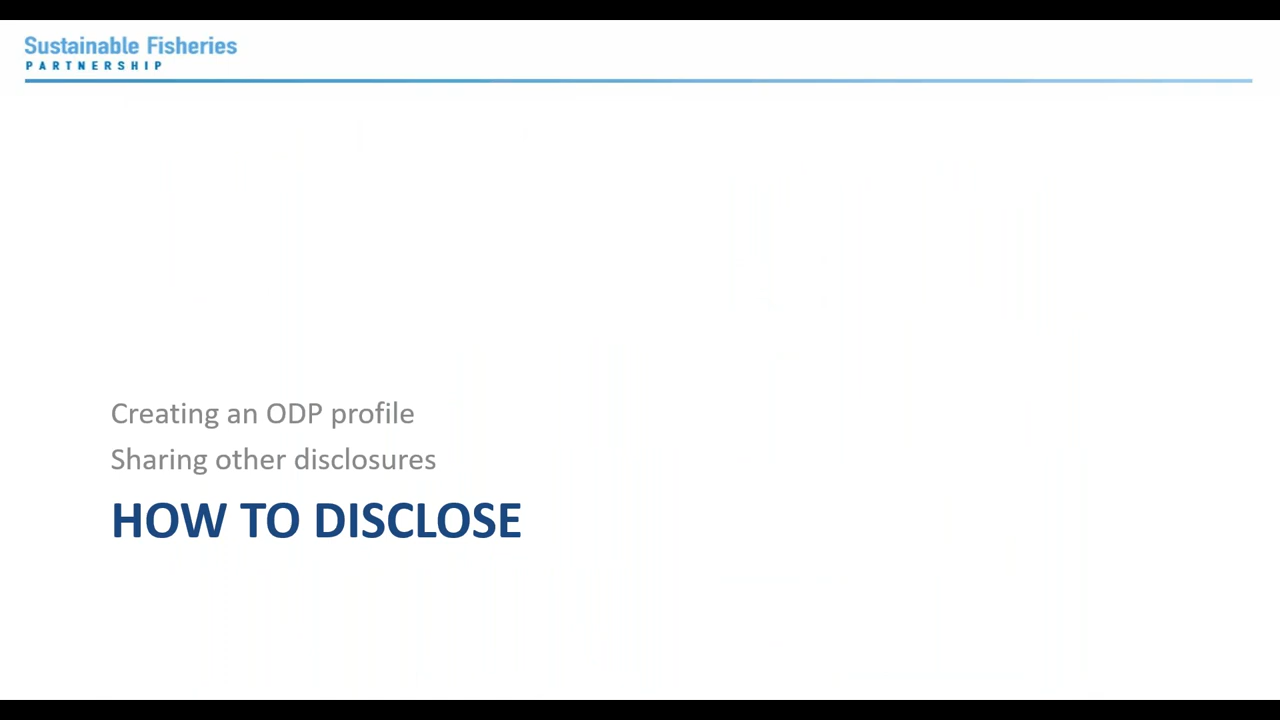 Sustainable Fisheries
PARTNERSHIP
Creating an ODP profile
Sharing other disclosures
HOW TO DISCLOSE